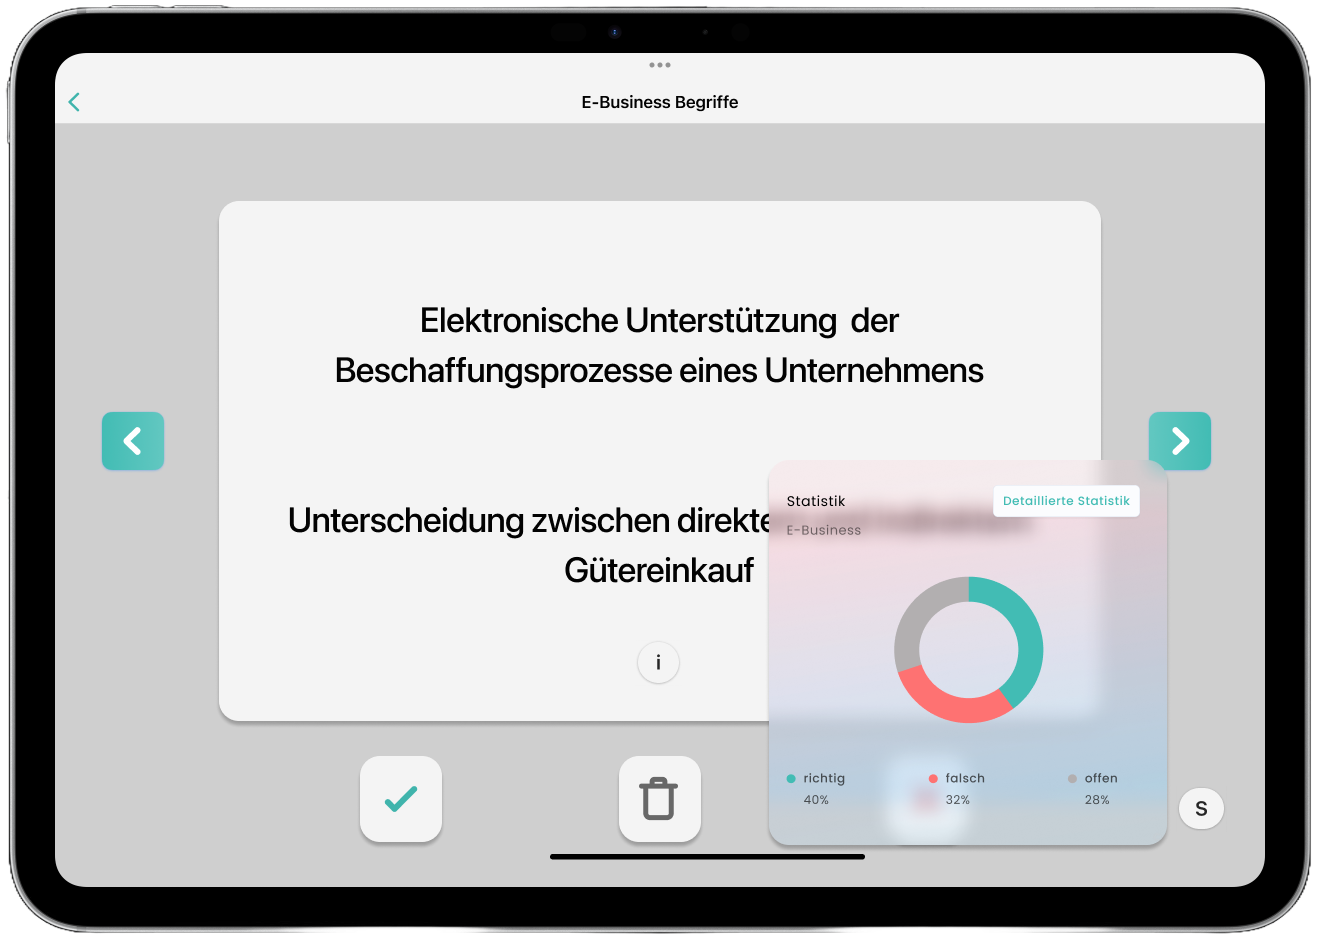 E-Business Begriffe
Elektronische Unterstützung der
Beschaffungsprozesse eines Unternehmens
Unterscheidung zwischen direkte
Gütereinkauf
i
Statistik
Detaillierte Statistik
E-Business
richtig
falsch
offen
40%
32%
28%
S